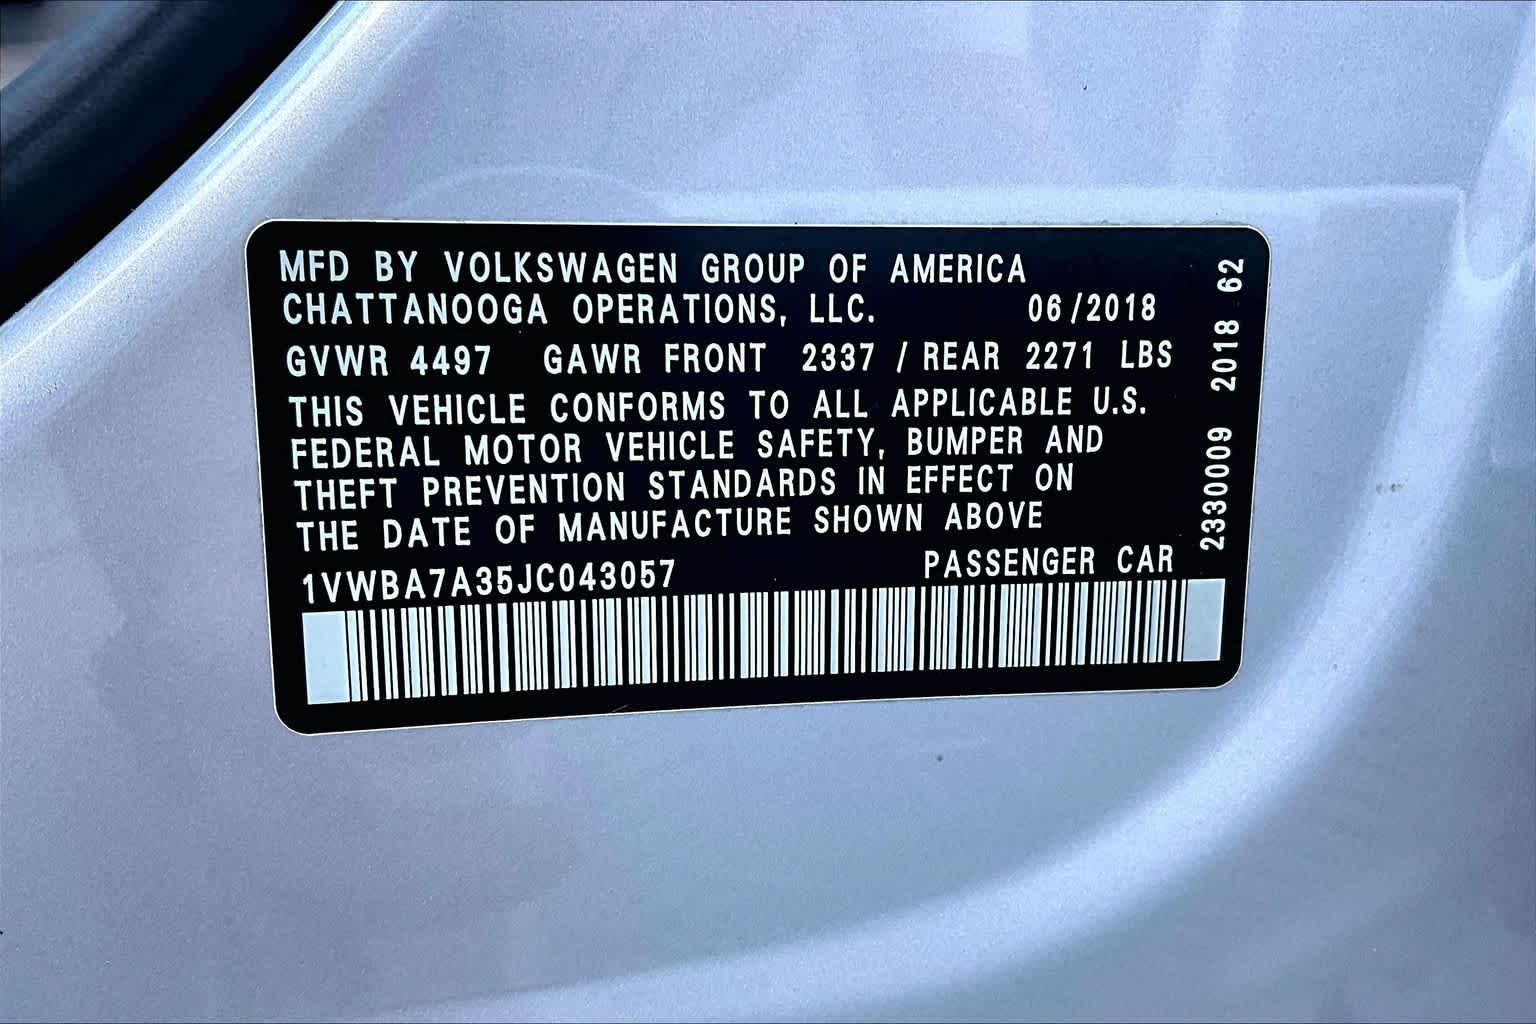 MFD BY VOLKSWAGEN GROUP OF AMERICA
CHATTANOOGA OPERATIONS, LLC. 06/2018
GVWR 4497 GAWR FRONT 2337 / REAR 2271 LBS
THIS VEHICLE CONFORMS TO ALL APPLICABLE U.S.
FEDERAL MOTOR VEHICLE SAFETY, BUMPER AND
THEFT PREVENTION STANDARDS IN EFFECT ON
THE DATE OF MANUFACTURE SHOWN ABOVE
1VWBA7A35JC043057 PASSENGER CAR
2330009 2018 62